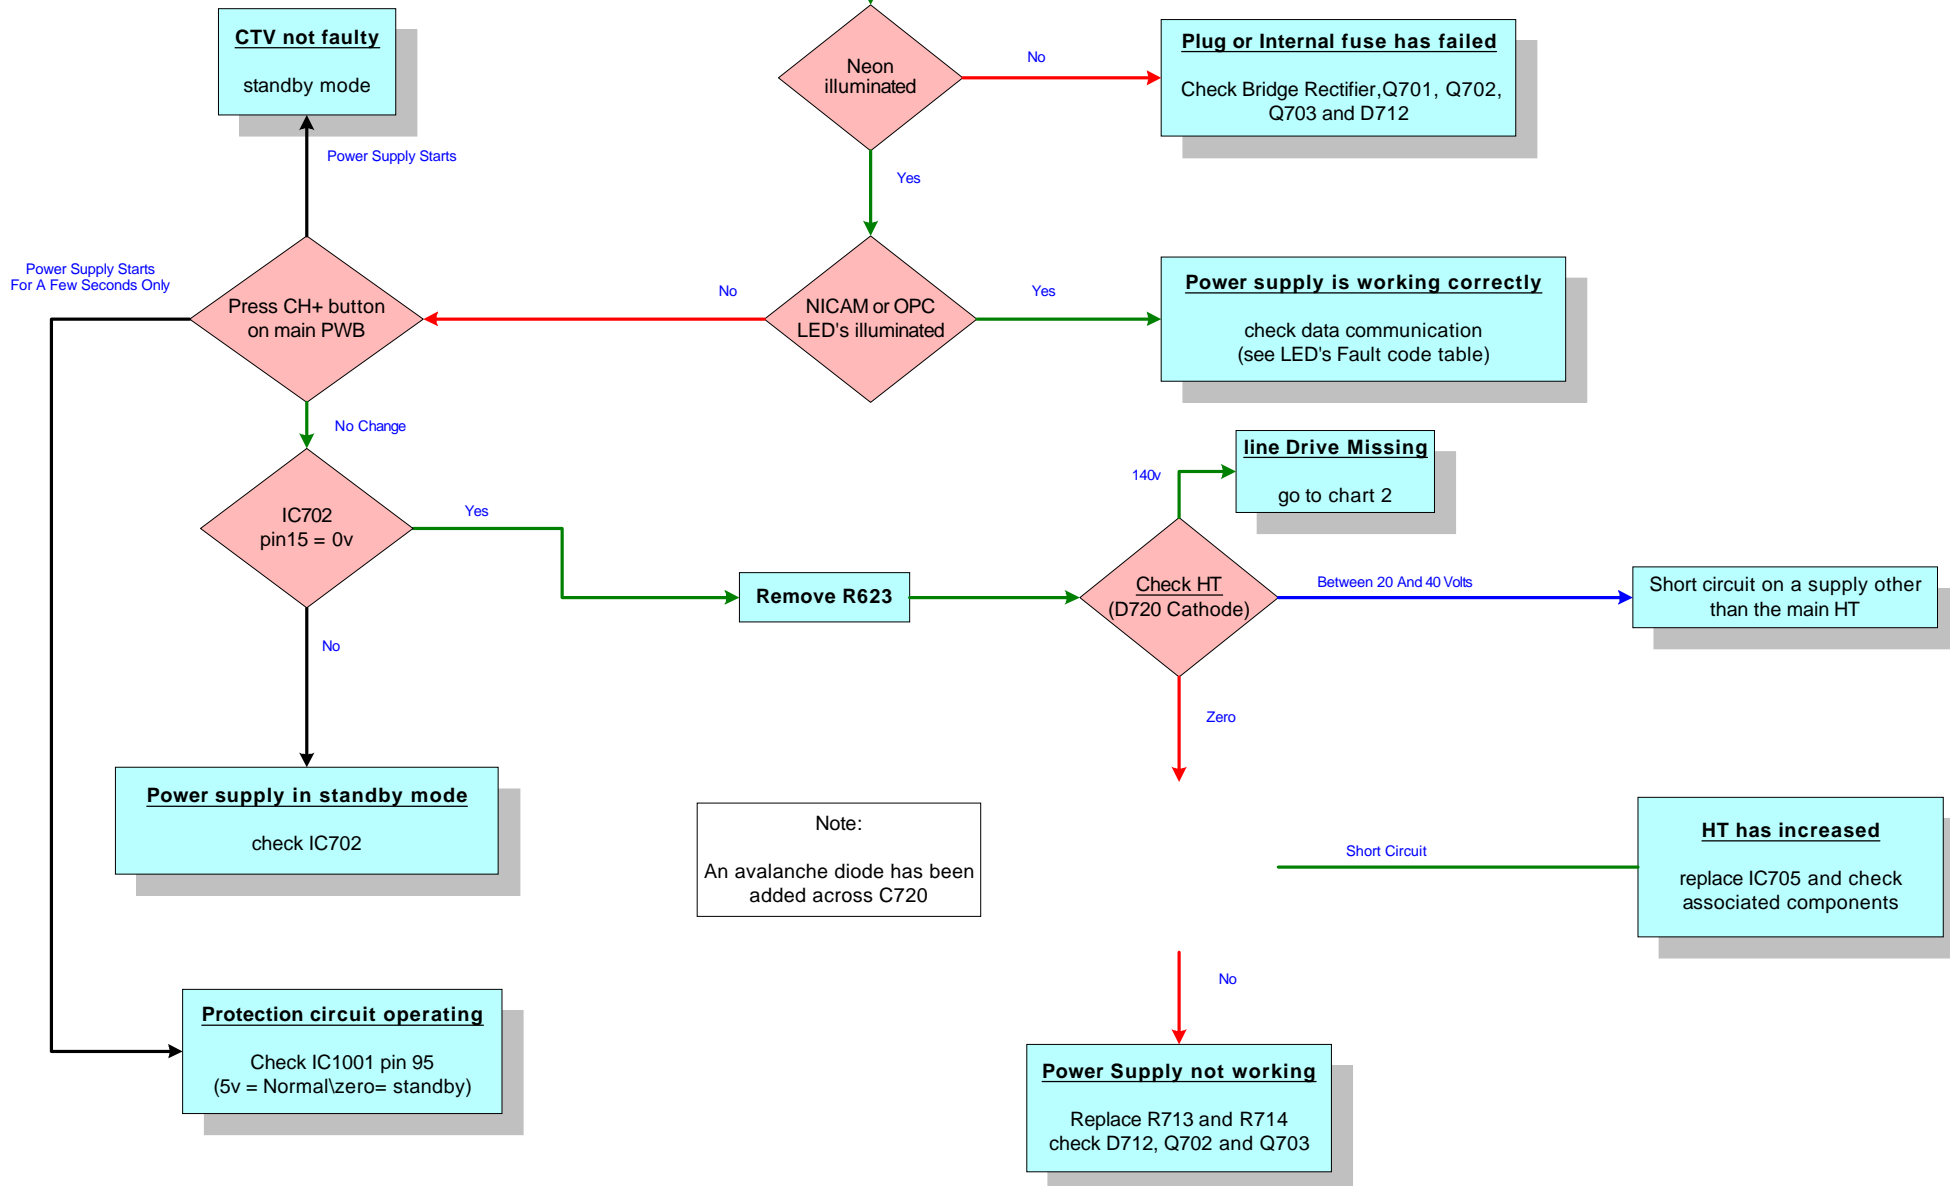 CTV not faulty
standby mode
Neon
illuminated
No
Plug or Internal fuse has failed
Check Bridge Rectifier,Q701, Q702,
Q703 and D712
Power Supply Starts
Yes
Power Supply Starts
For A Few Seconds Only
Press CH+ button
on main PWB
No
NICAM or OPC
LED's illuminated
Yes
Power supply is working correctly
check data communication
(see LED's Fault code table)
No Change
line Drive Missing
go to chart 2
140v
IC702
pin15 = 0v
Yes
Remove R623
Check HT
(D720 Cathode)
Between 20 And 40 Volts
Short circuit on a supply other
than the main HT
No
Zero
Power supply in standby mode
check IC702
Note:
An avalanche diode has been
added across C720
Short Circuit
HT has increased
replace IC705 and check
associated components
No
Protection circuit operating
Check IC1001 pin 95
(5v = Normal\zero= standby)
Power Supply not working
Replace R713 and R714
check D712, Q702 and Q703